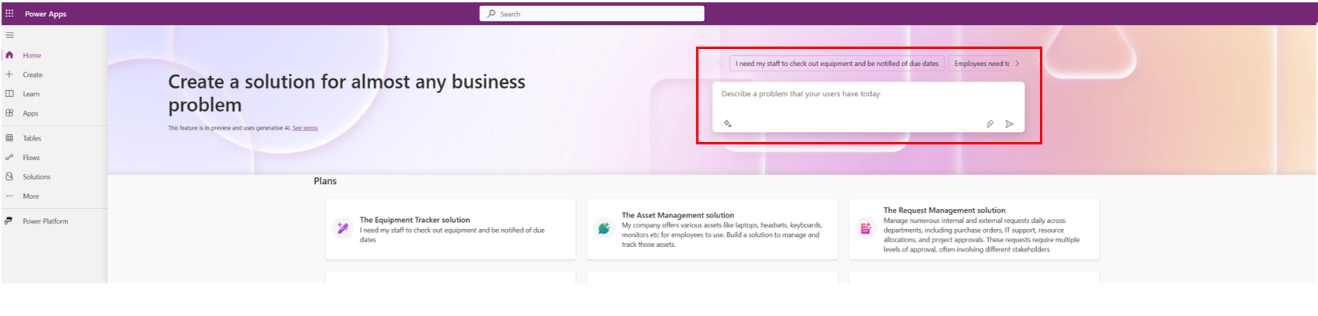 Power Apps
Search
Home
Create
Learn
Apps
Tables
Flows
Solutions
More
Power Platform
Create a solution for almost any business
problem
This feature is in preview and uses generative AI. See terms
I need my staff to check out equipment and be notified of due dates
Employees need to
Describe a problem that your users have today.
Plans
The Equipment Tracker solution
I need my staff to check out equipment and be notified of due
dates
The Asset Management solution
My company offers various assets like laptops, headsets, keyboards,
monitors etc for employees to use. Build a solution to manage and
track those assets.
The Request Management solution
Manage numerous internal and external requests daily across
departments, including purchase orders, IT support, resource
allocations, and project approvals. These requests require multiple
levels of approval, often involving different stakeholders